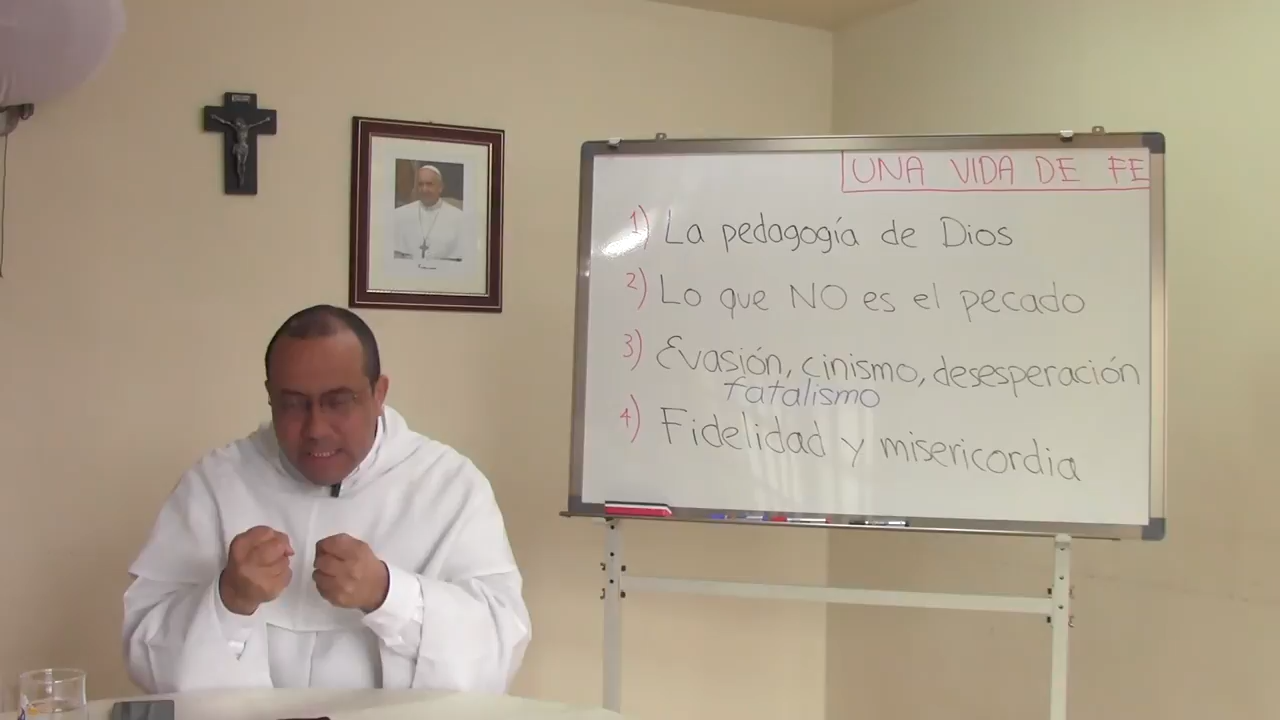 UNA VIDA DE FE
1) La pedagogía de Dios
2) Lo que NO es el pecado
3) Evasión, cinismo, desesperación
fatalismo
4) Fidelidad y misericordia